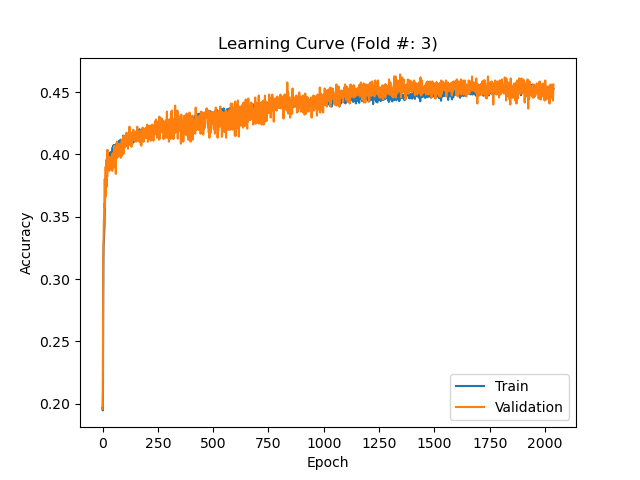 Learning Curve (Fold #: 3)
0.45
0.40
0.35
0.30
0.25
0.20
Accuracy
Train
Validation
0 250 500 750 1000 1250 1500 1750 2000
Epoch